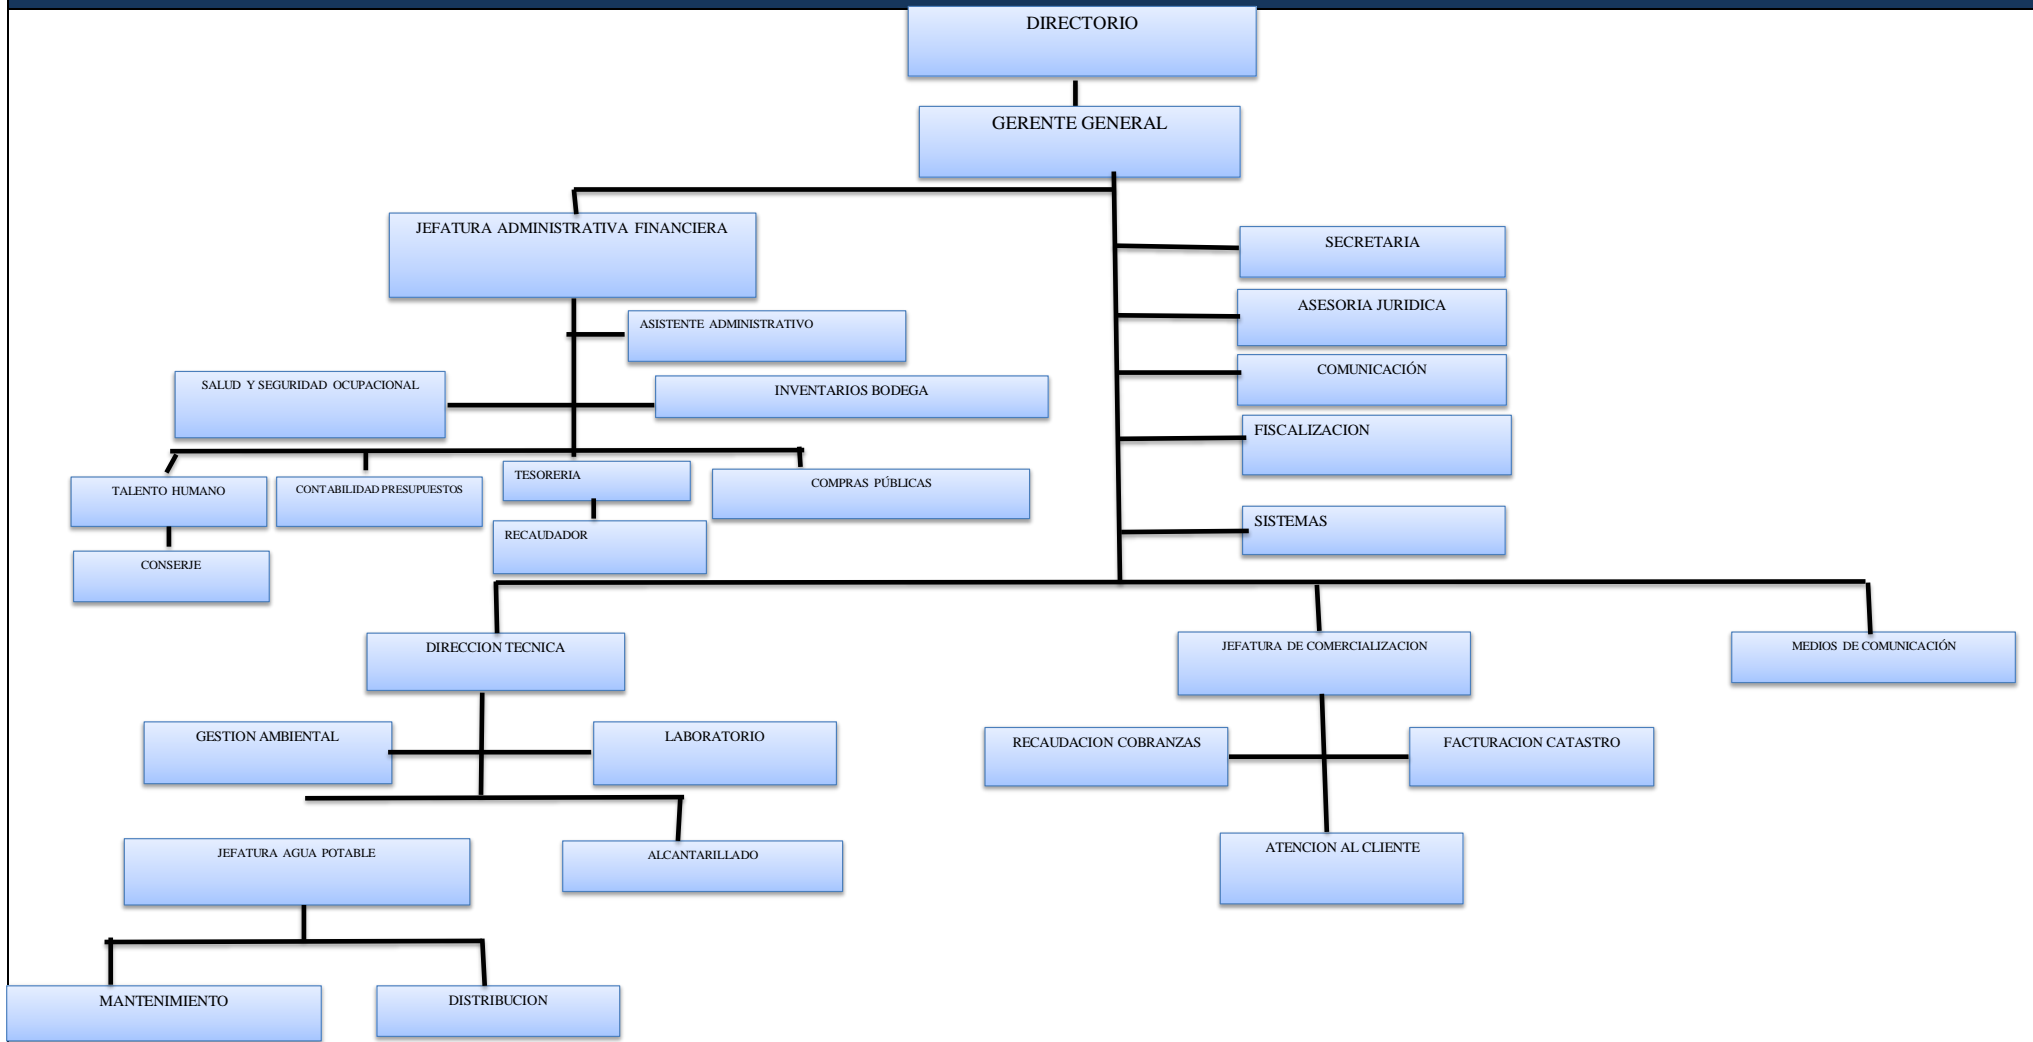 DIRECTORIO
GERENTE GENERAL
JEFATURA ADMINISTRATIVA FINANCIERA
SECRETARIA
ASESORIA JURIDICA
ASISTENTE ADMINISTRATIVO
COMUNICACIÓN
SALUD Y SEGURIDAD OCUPACIONAL
INVENTARIOS BODEGA
FISCALIZACION
TALENTO HUMANO
CONTABILIDAD PRESUPUESTOS
TESORERIA
COMPRAS PÚBLICAS
SISTEMAS
RECAUDADOR
CONSERJE
DIRECCION TECNICA
JEFATURA DE COMERCIALIZACION
MEDIOS DE COMUNICACIÓN
GESTION AMBIENTAL
LABORATORIO
RECAUDACION COBRANZAS
FACTURACION CATASTRO
JEFATURA AGUA POTABLE
ALCANTARILLADO
ATENCION AL CLIENTE
MANTENIMIENTO
DISTRIBUCION